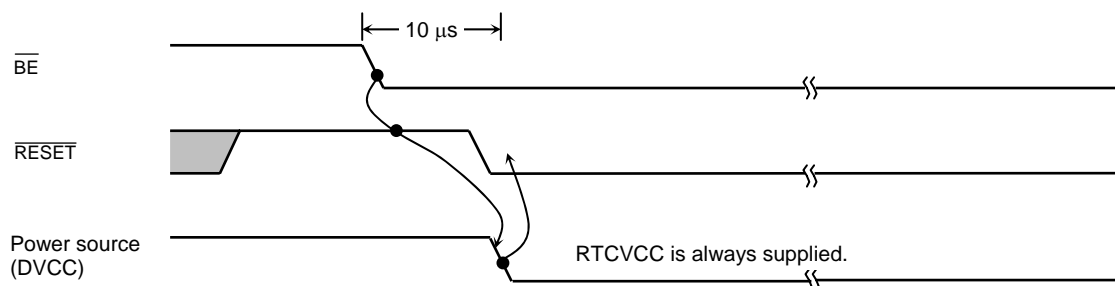 10 μs
BE
RESET
Power source
(DVCC)
RTCVCC is always supplied.